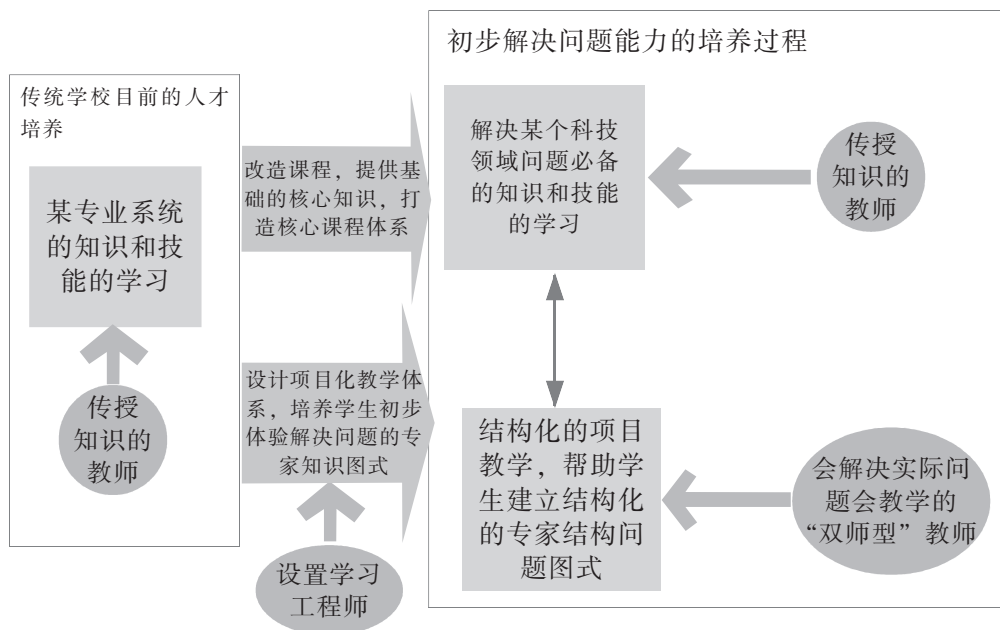 传统学校目前的人才
培养
某专业系统
的知识和技
能的学习
传授
知识的
教师
改造课程，提供基
础的核心知识，打
造核心课程体系
设计项目化教学体
系，培养学生初步
体验解决问题的专
家知识图式
设置学习
工程师
初步解决问题能力的培养过程
解决某个科技
领域问题必备
的知识和技能
的学习
传授
知识的
教师
结构化的项目
教学，帮助学
生建立结构化
的专家结构问
题图式
会解决实际问
题会教学的
“双师型”教师